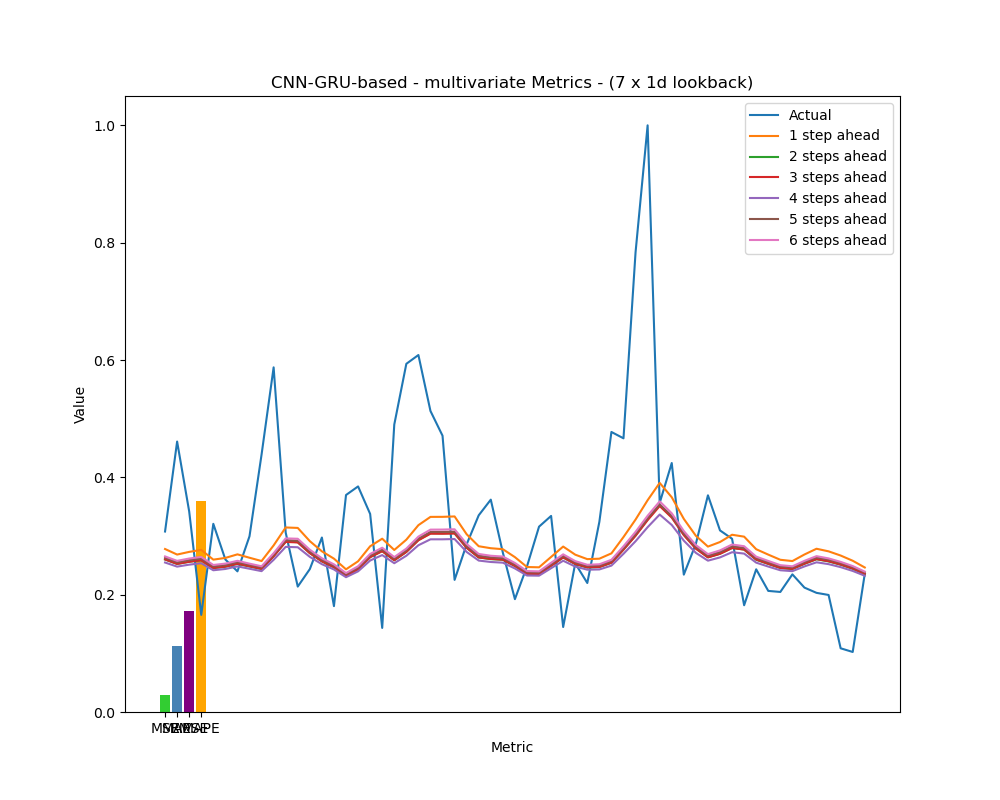 CNN-GRU-based - multivariate Metrics - (7 x 1d lookback)
Actual
1 step ahead
2 steps ahead
3 steps ahead
4 steps ahead
5 steps ahead
6 steps ahead
1.0
0.8
0.6
0.4
0.2
0.0
Value
Metric